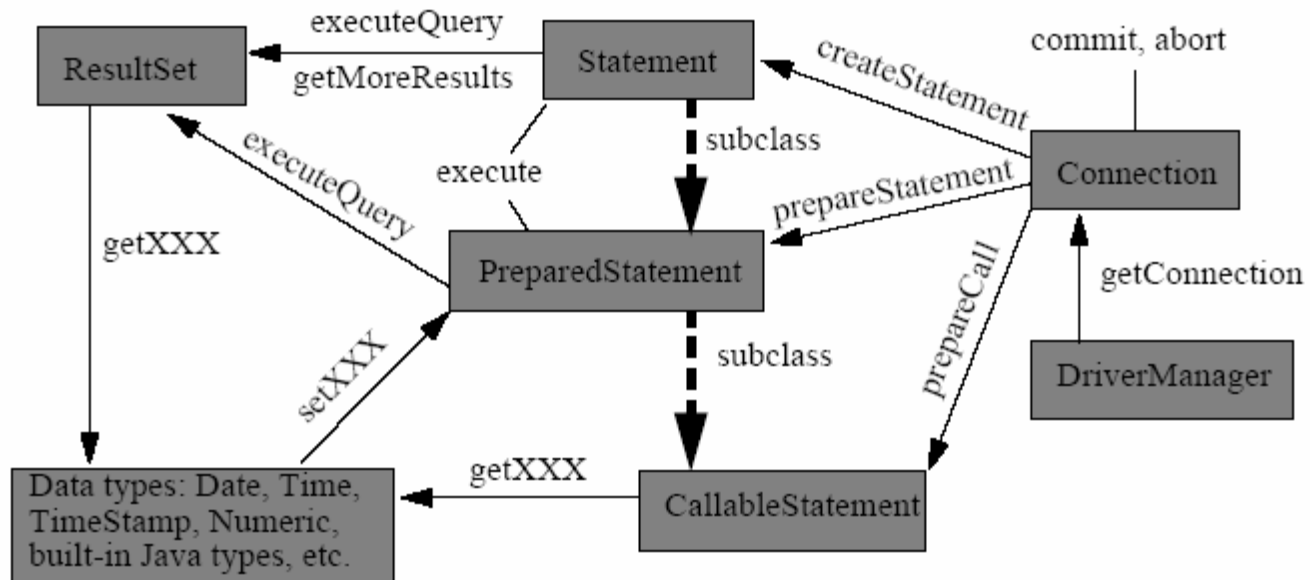 executeQuery
commit, abort
ResultSet
Statement
createStatement
getMoreResults
subclass
executeQuery
execute
prepareStatement
Connection
getXXX
PreparedStatement
getConnection
prepareCall
setXXX
subclass
DriverManager
Data types: Date, Time,
TimeStamp, Numeric,
built-in Java types, etc.
getXXX
CallableStatement